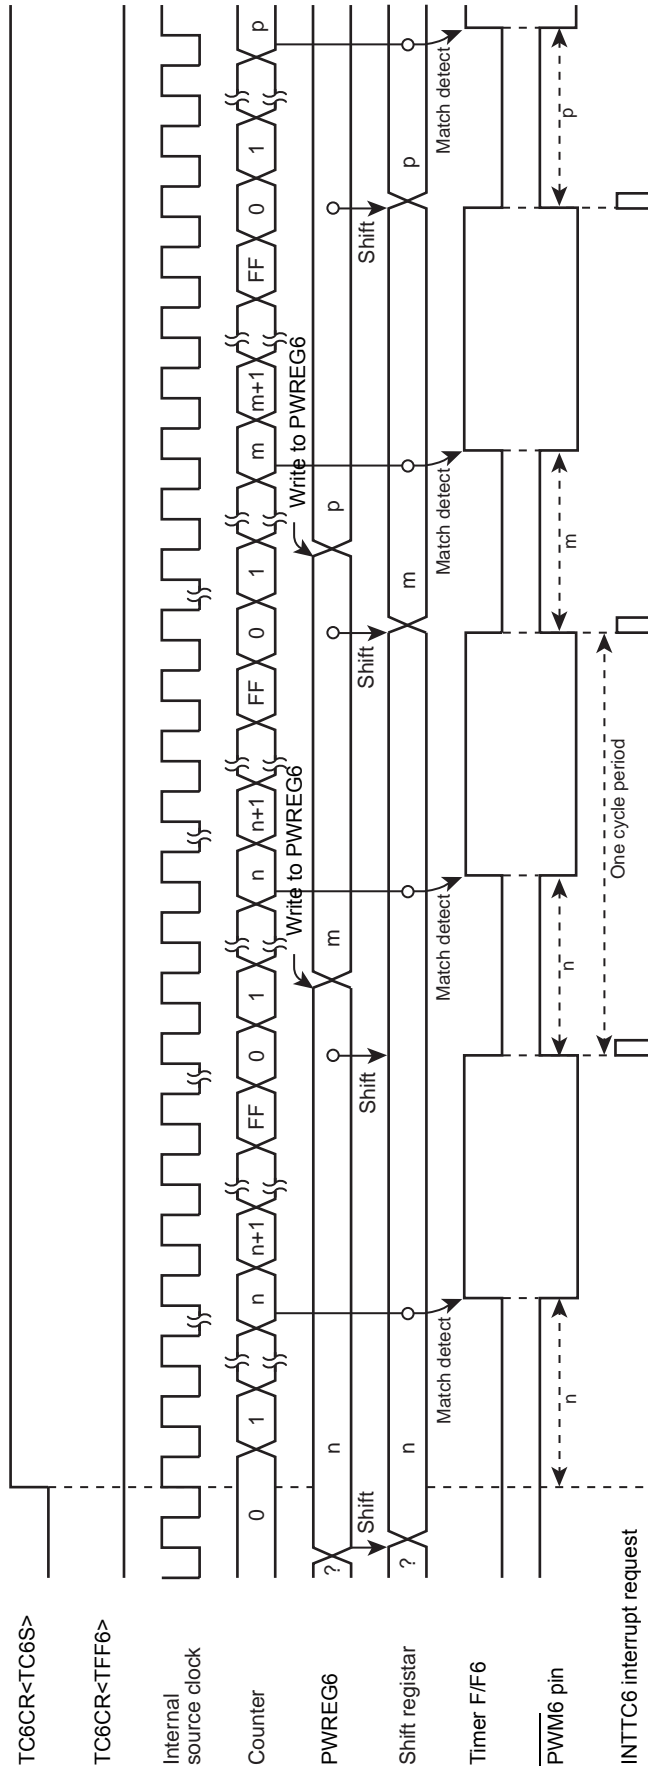 TC6CR<TC6S>
TC6CR<TFF6>
Internal
source clock
Counter
0 1 n n+1 FF 0 1 n n+1 FF 0 1 m m+1 FF 0 1 p
Write to PWREG6 Write to PWREG6
PWREG6
? n m p
Shift Shift Shift Shift
Shift registar
? n m p
Match detect Match detect Match detect Match detect
Timer F/F6
PWM6 pin
n n m p
One cycle period
INTTC6 interrupt request